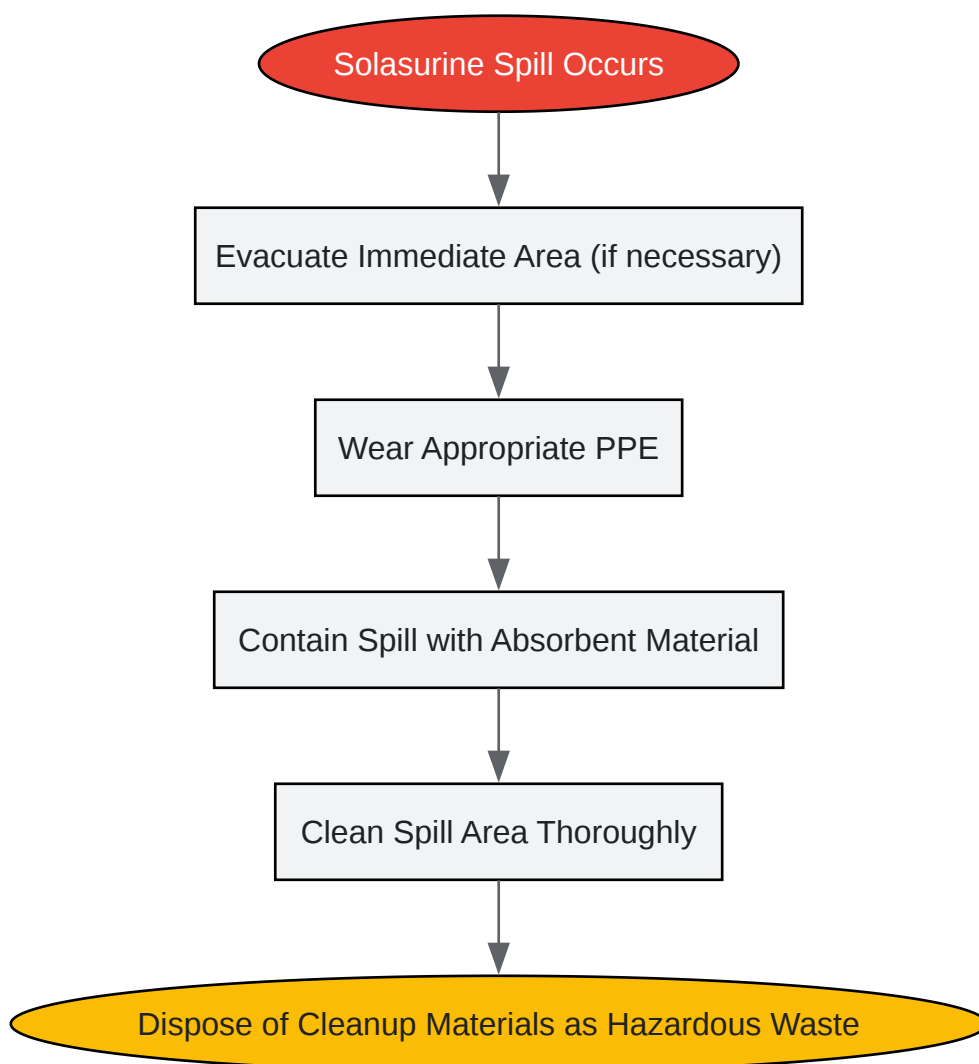 Solasurine Spill Occurs
Evacuate Immediate Area (if necessary)
Wear Appropriate PPE
Contain Spill with Absorbent Material
Clean Spill Area Thoroughly
Dispose of Cleanup Materials as Hazardous Waste